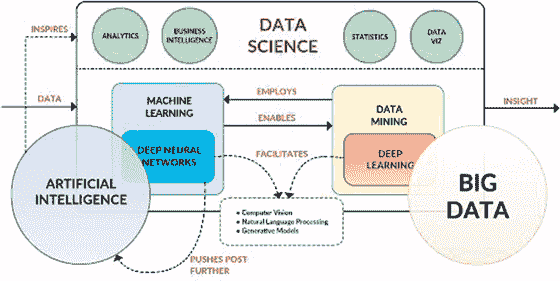 INSPIRES
ANALYTICS
BUSINESS
INTELLIGENCE
DATA
SCIENCE
STATISTICS
DATA
VIZ
DATA
MACHINE
LEARNING
EMPLOYS
ENABLES
DATA
MINING
INSIGHT
DEEP NEURAL
NETWORKS
FACILITATES
DEEP
LEARNING
ARTIFICIAL
INTELLIGENCE
BIG
DATA
• Computer Vision
• Natural Language Processing
• Generative Models
PUSHES POST
FURTHER